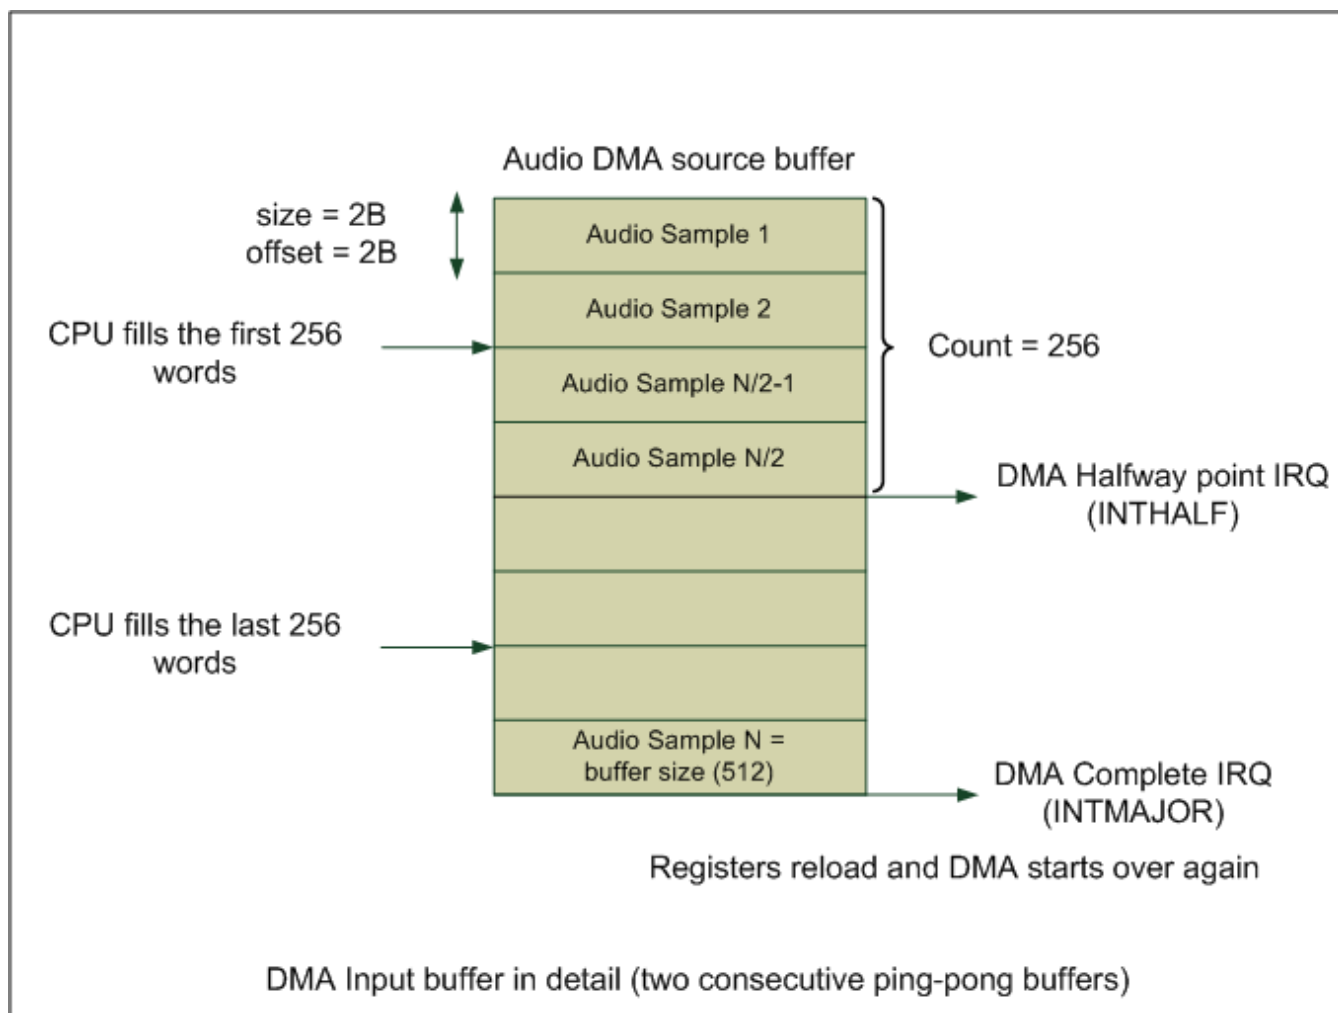 Audio DMA source buffer
size = 2B
offset = 2B
Audio Sample 1
Audio Sample 2
CPU fills the first 256
words
Count = 256
Audio Sample N/2-1
Audio Sample N/2
DMA Halfway point IRQ
(INTHALF)
CPU fills the last 256
words
Audio Sample N =
buffer size (512)
DMA Complete IRQ
(INTMAJOR)
Registers reload and DMA starts over again
DMA Input buffer in detail (two consecutive ping-pong buffers)